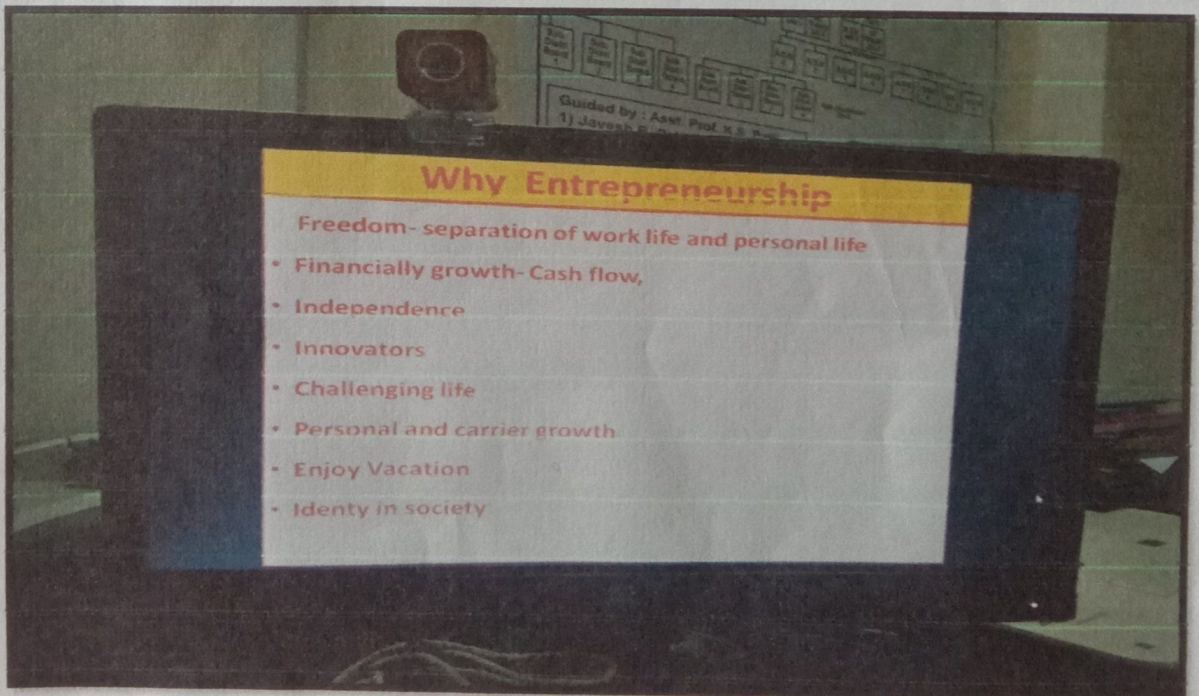 Guided by : Asst. Prof. K.S.
1)
Why Entrepreneurship
Freedom- separation of work life and personal life
• Financially growth- Cash flow,
• Independence
• Innovators
• Challenging life
• Personal and carrier growth
• Enjoy Vacation
• Identy in society